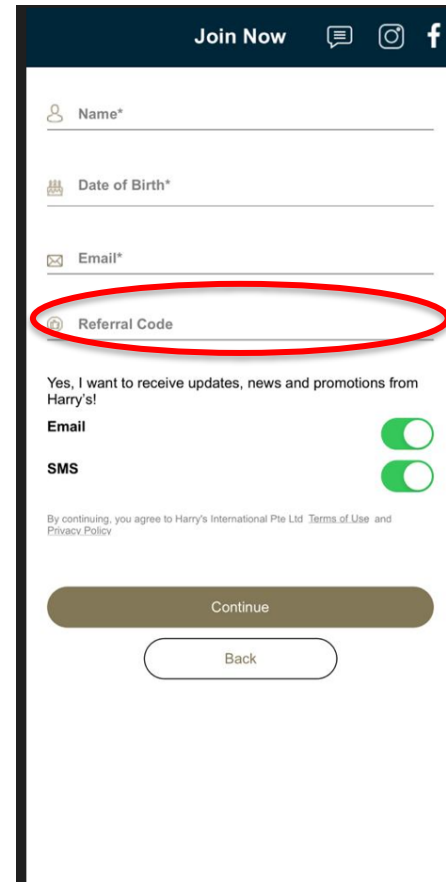 Join Now
Name*
Date of Birth*
Email*
Referral Code
Yes, I want to receive updates, news and promotions from
Harry's!
Email
SMS
By continuing, you agree to Harry's International Pte Ltd Terms of Use and
Privacy Policy
Continue
Back